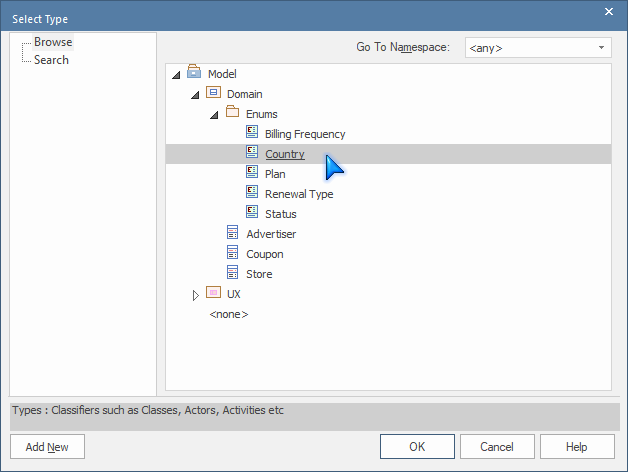 Select Type
Browse
Search
Go To Namespace: <any>
Model
Domain
Enums
Billing Frequency
Country
Plan
Renewal Type
Status
Advertiser
Coupon
Store
UX
<none>
Types : Classifiers such as Classes, Actors, Activities etc
Add New
OK
Cancel
Help